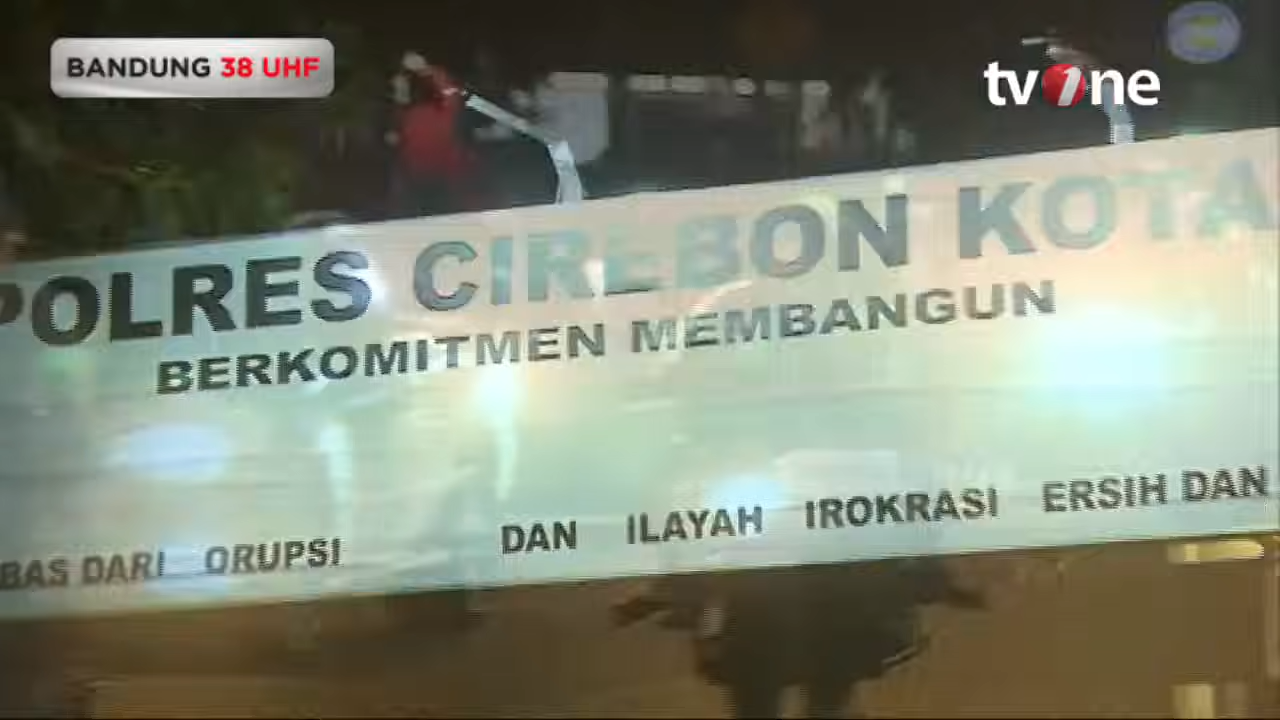 BANDUNG 38 UHF
tvOne
POLRES CIREBON KOTA
BERKOMITMEN MEMBANGUN
BAS DARI ORUPSI DAN ILAYAH IROKRASI ERSIH DAN